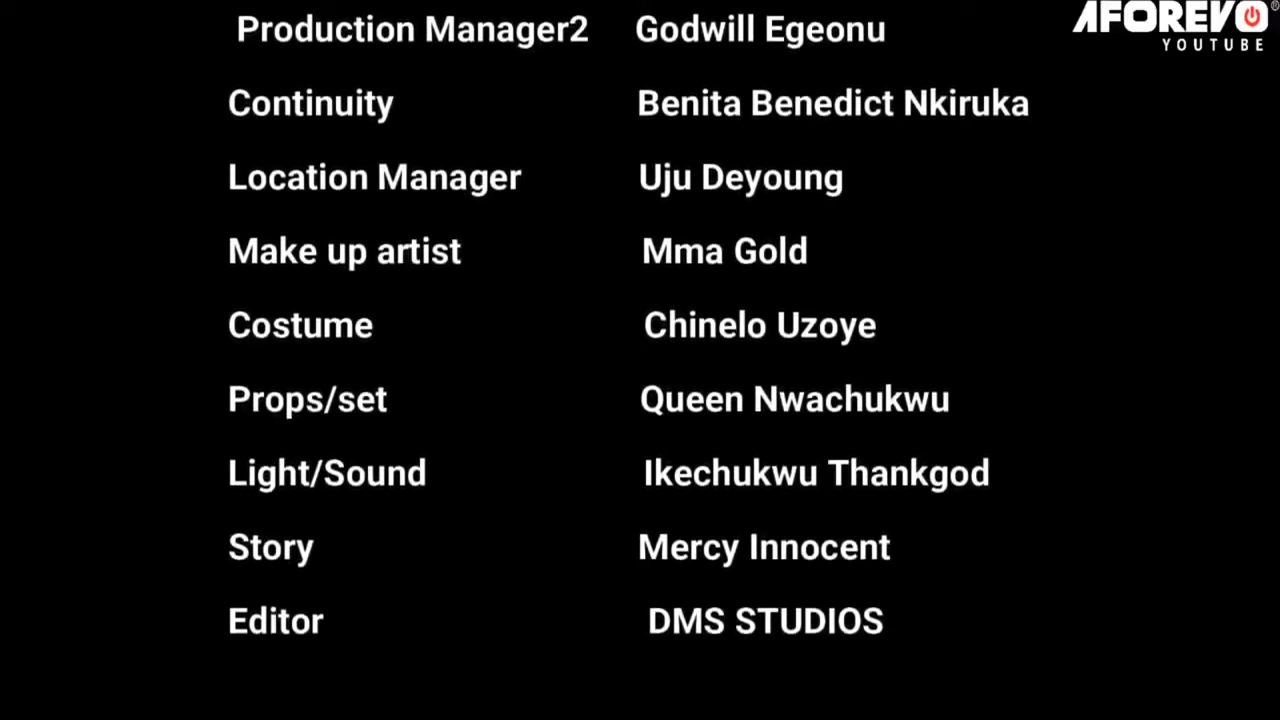 Production Manager2 Godwill Egeonu
AFOREVO®
YOUTUBE
Continuity Benita Benedict Nkiruka
Location Manager Uju Deyoung
Make up artist Mma Gold
Costume Chinelo Uzoye
Props/set Queen Nwachukwu
Light/Sound Ikechukwu Thankgod
Story Mercy Innocent
Editor DMS STUDIOS